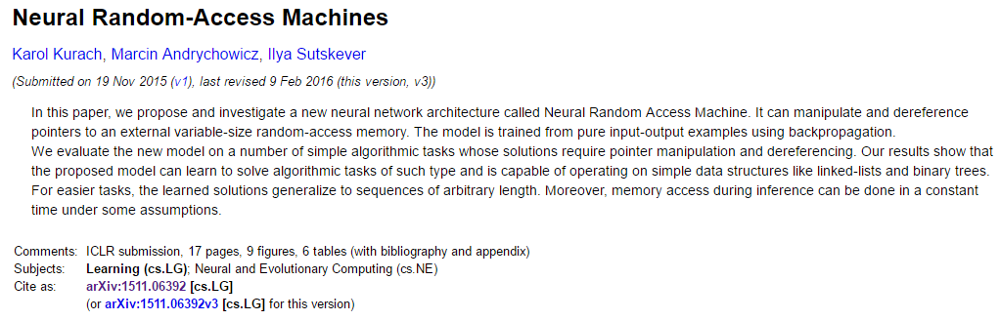 Neural Random-Access Machines
Karol Kurach, Marcin Andrychowicz, Ilya Sutskever
(Submitted on 19 Nov 2015 (v1), last revised 9 Feb 2016 (this version, v3))
In this paper, we propose and investigate a new neural network architecture called Neural Random Access Machine. It can manipulate and dereference
pointers to an external variable-size random-access memory. The model is trained from pure input-output examples using backpropagation.
We evaluate the new model on a number of simple algorithmic tasks whose solutions require pointer manipulation and dereferencing. Our results show that
the proposed model can learn to solve algorithmic tasks of such type and is capable of operating on simple data structures like linked-lists and binary trees.
For easier tasks, the learned solutions generalize to sequences of arbitrary length. Moreover, memory access during inference can be done in a constant
time under some assumptions.
Comments: ICLR submission, 17 pages, 9 figures, 6 tables (with bibliography and appendix)
Subjects: Learning (cs.LG); Neural and Evolutionary Computing (cs.NE)
Cite as: arXiv:1511.06392 [cs.LG]
(or arXiv:1511.06392v3 [cs.LG] for this version)